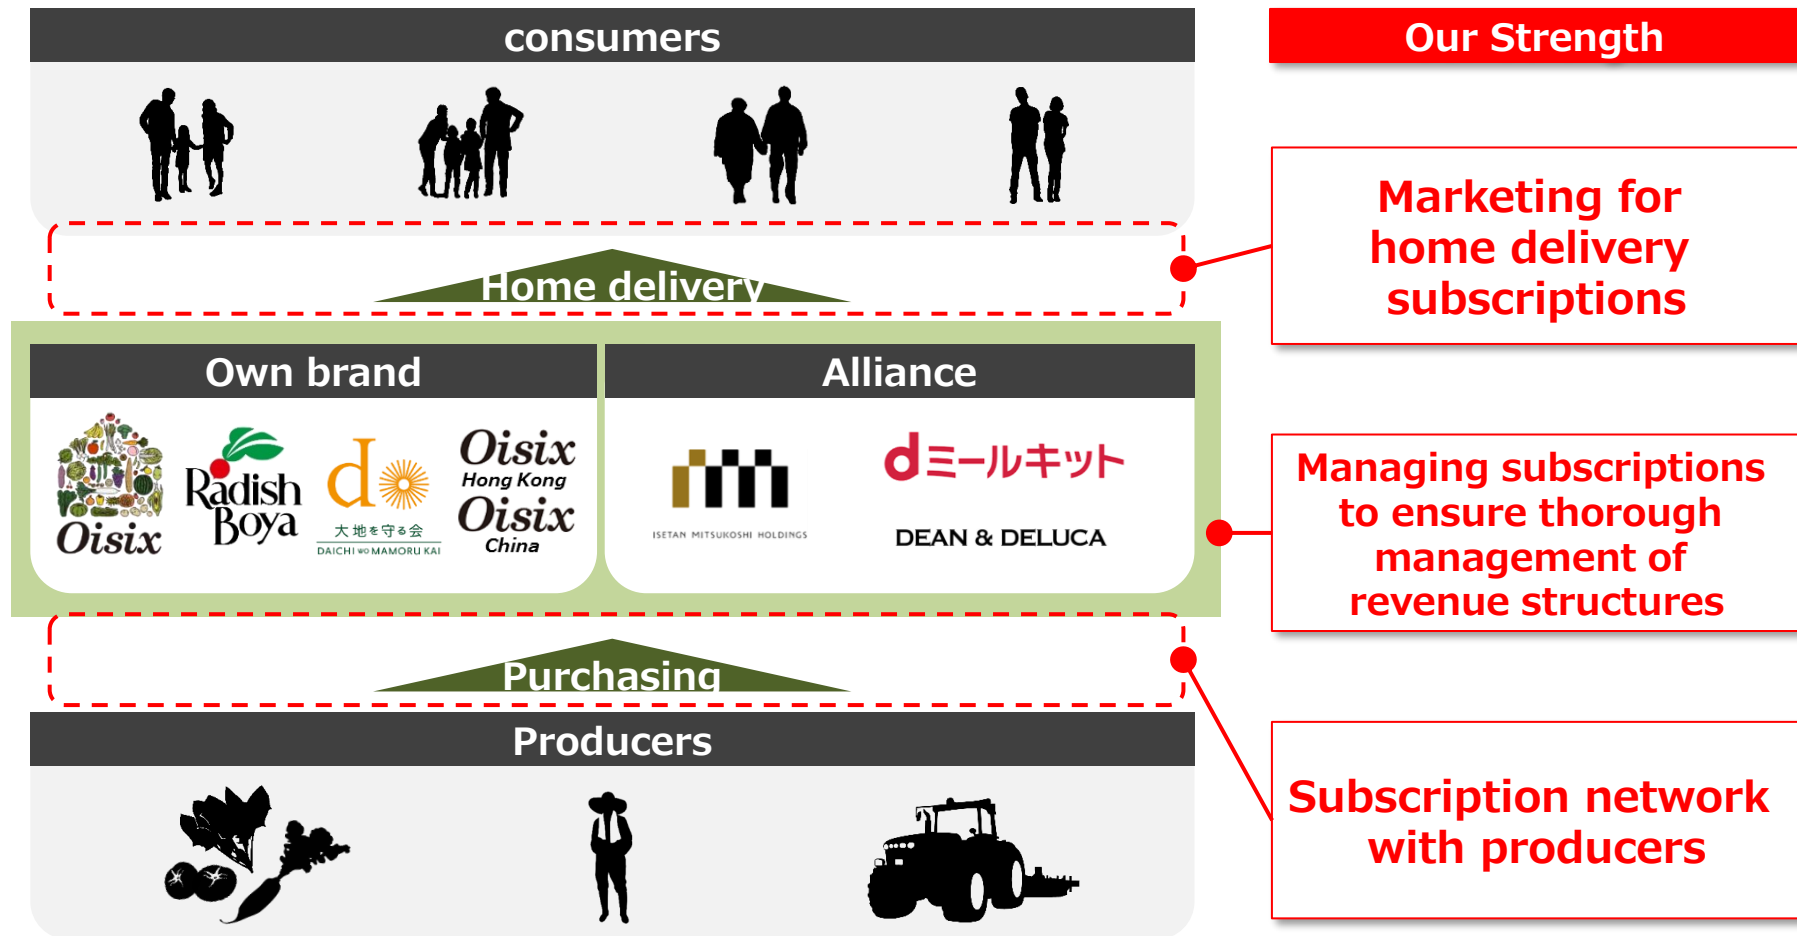 consumers
Home delivery
Own brand
Oisix
Radish
Boya
do
大地を守る会
DAICHI WO MAMORU KAI
Oisix
Hong Kong
Oisix
China
Alliance
ISETAN MITSUKOSHI HOLDINGS
dミールキット
DEAN & DELUCA
Purchasing
Producers
Our Strength
Marketing for
home delivery
subscriptions
Managing subscriptions
to ensure thorough
management of
revenue structures
Subscription network
with producers